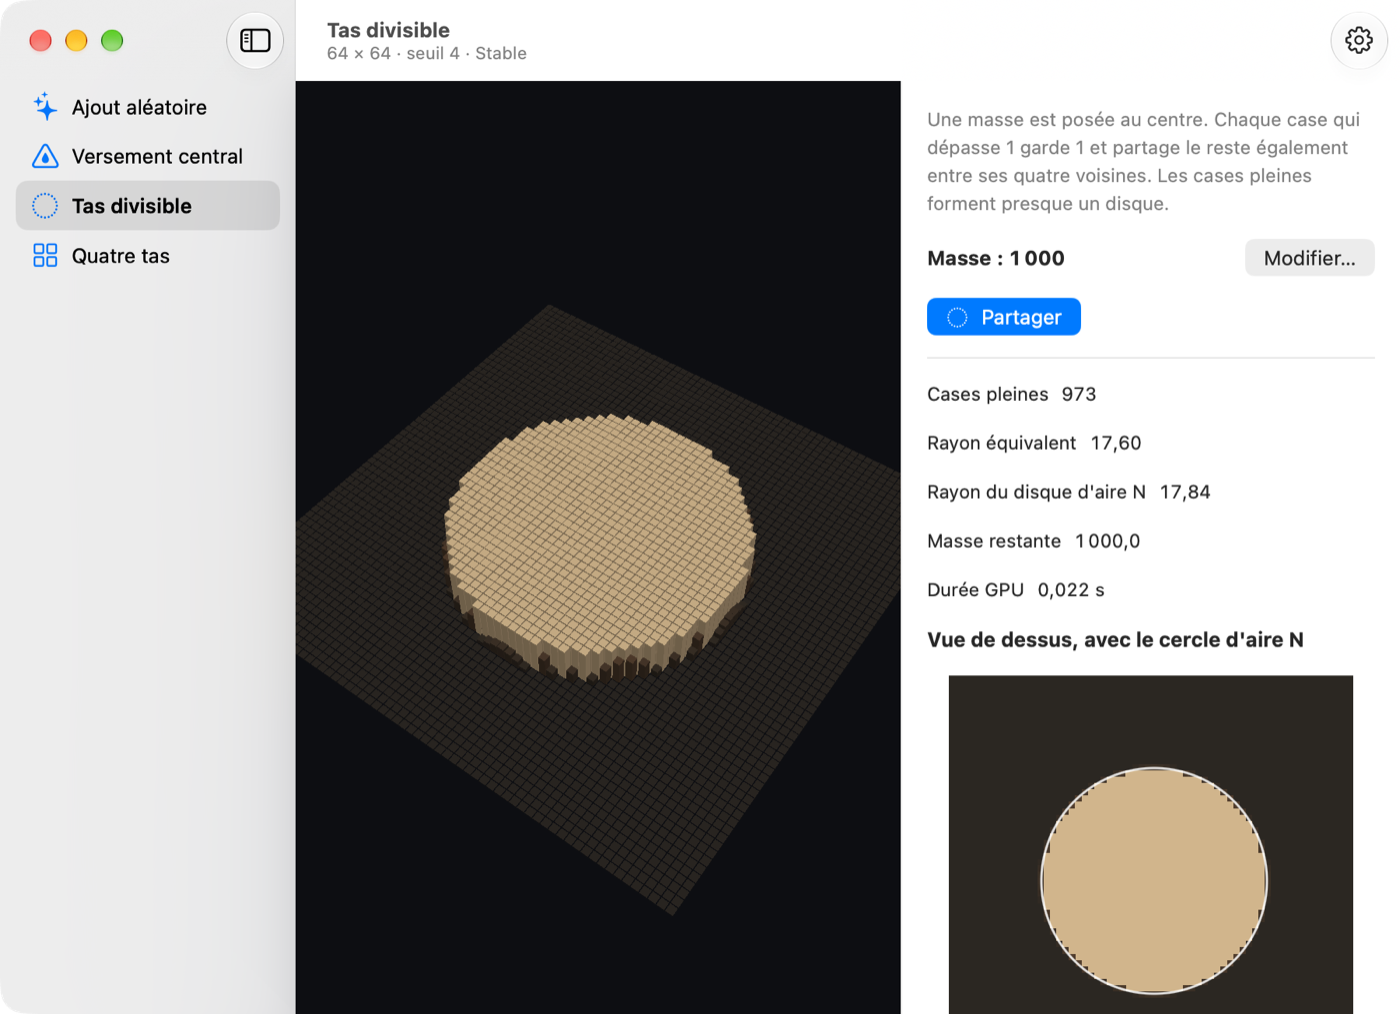 Ajout aléatoire
Versement central
Tas divisible
Quatre tas
Tas divisible
64 × 64 · seuil 4 · Stable
Une masse est posée au centre. Chaque case qui
dépasse 1 garde 1 et partage le reste également
entre ses quatre voisines. Les cases pleines
forment presque un disque.
Masse : 1 000
Modifier...
Partager
Cases pleines 973
Rayon équivalent 17,60
Rayon du disque d'aire N 17,84
Masse restante 1 000,0
Durée GPU 0,022 s
Vue de dessus, avec le cercle d'aire N